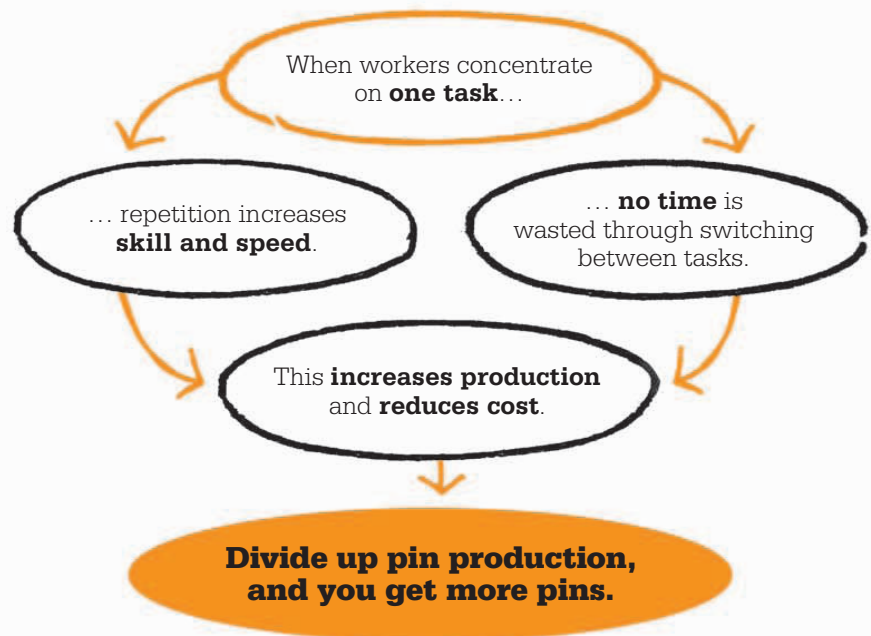 When workers concentrate
on one task…
… repetition increases
skill and speed.
… no time is
wasted through switching
between tasks.
This increases production
and reduces cost.
Divide up pin production,
and you get more pins.